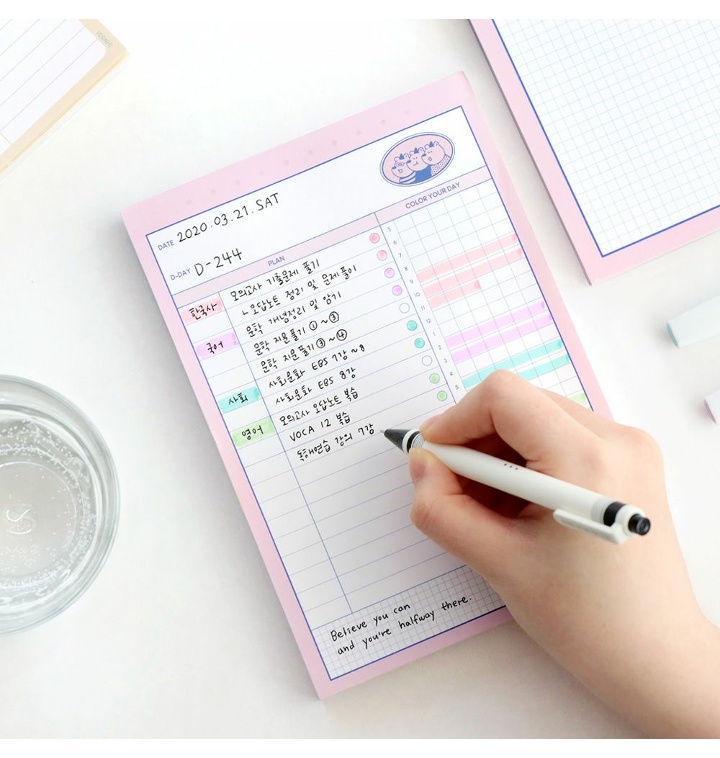 DATE 2020.03.21.SAT
D-DAY D-244
PLAN
COLOR YOUR DAY
한국사 모의고사 기출문제 풀기
ㄴ오답노트 정리 및 문제풀이
국어 문학 개념정리 및 암기
문학 지문풀기 ①~③
문학 지문풀기 ③~④
사회 사회문화 EBS 7강~8
사회문화 EBS 8강
영어 모의고사 오답노트 복습
VOCA 12 복습
독해연습 강의 7강
5
6
7
8
9
10
11
12
1
2
3
4
5
Believe you can
and you're halfway there.